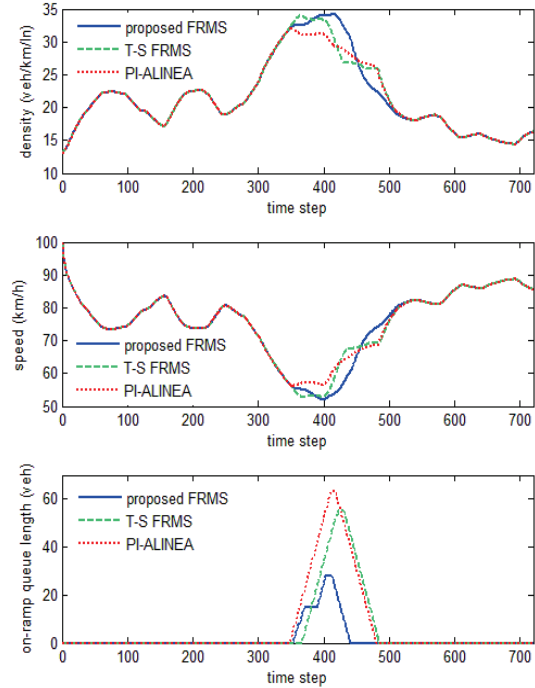 35
30
25
20
15
10
density (veh/km/ln)
proposed FRMS
T-S FRMS
PI-ALINEA
0 100 200 300 400 500 600 700
time step
100
90
80
70
60
50
speed (km/h)
proposed FRMS
T-S FRMS
PI-ALINEA
0 100 200 300 400 500 600 700
time step
60
40
20
0
on-ramp queue length (veh)
proposed FRMS
T-S FRMS
PI-ALINEA
0 100 200 300 400 500 600 700
time step